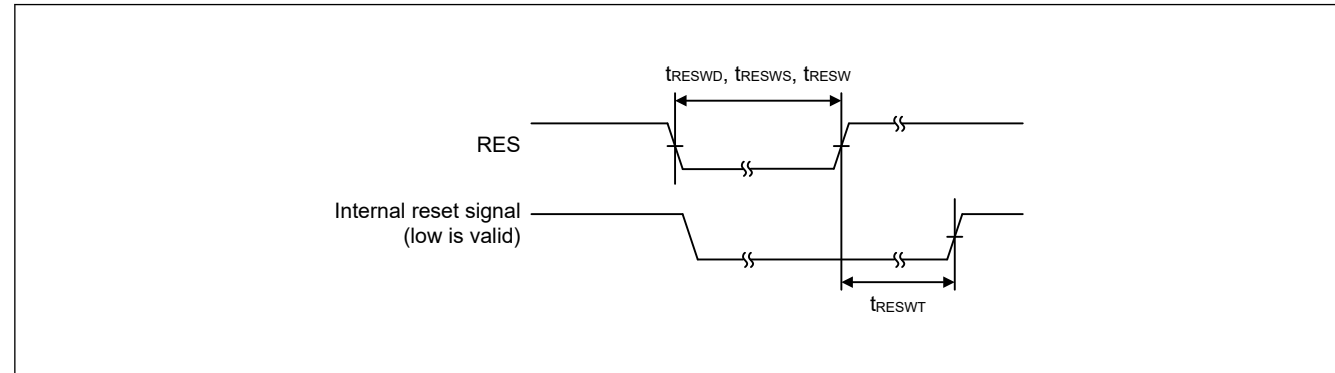 tRESWD, tRESWS, tRESW
RES
Internal reset signal
(low is valid)
tRESWT